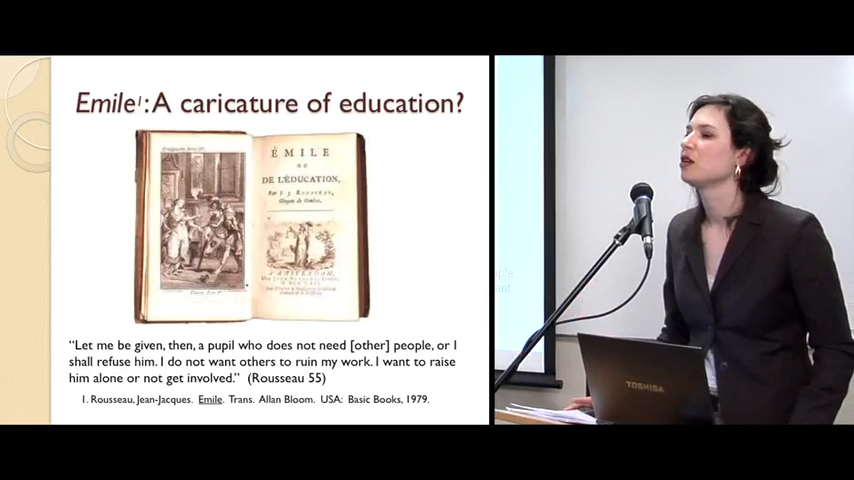 Emile¹: A caricature of education?
ÉMILE
OU
DE L'ÉDUCATION,
Par J. J. ROUSSEAU,
Citoyen de Genève.
A AMSTERDAM,
"Let me be given, then, a pupil who does not need [other] people, or I
shall refuse him. I do not want others to ruin my work. I want to raise
him alone or not get involved." (Rousseau 55)
1. Rousseau, Jean-Jacques. Emile. Trans. Allan Bloom. USA: Basic Books, 1979.
TOSHIBA